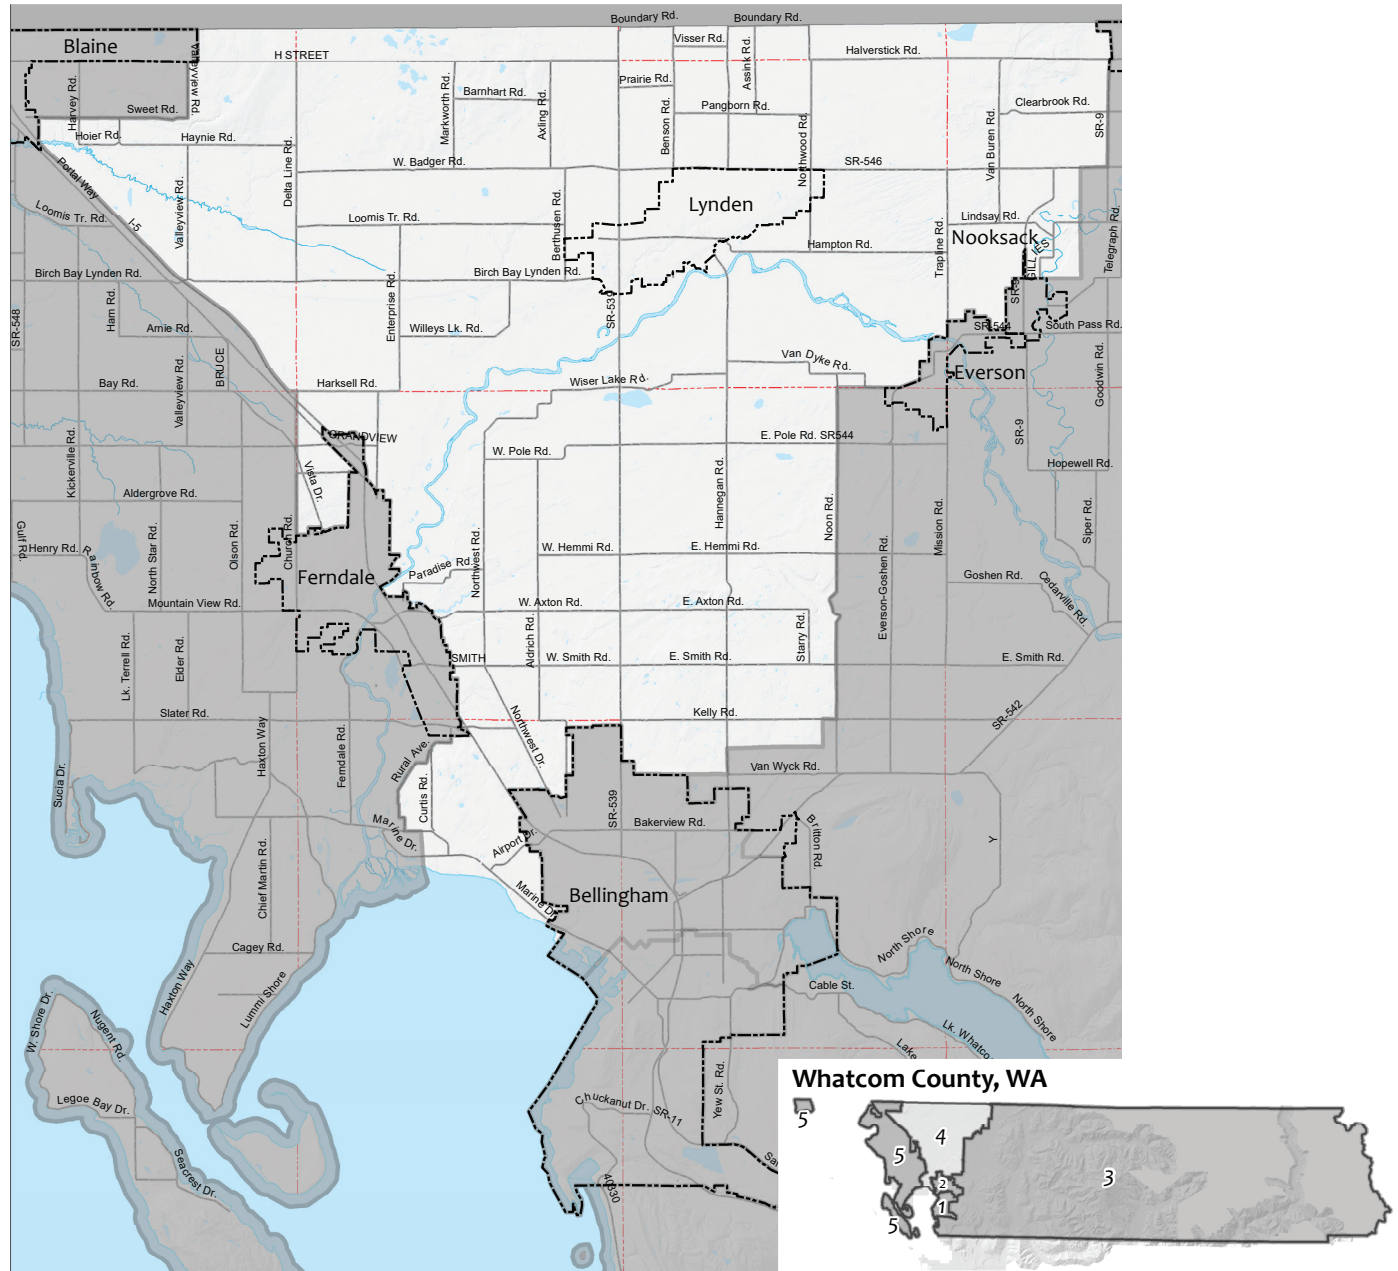 Boundary Rd.
Boundary Rd.
Blaine
Visser Rd.
H STREET
Halverstick Rd.
Valleyview Rd.
Assink Rd.
Harvey Rd.
Prairie Rd.
Markworth Rd.
Barnhart Rd.
Axling Rd.
Benson Rd.
Pangborn Rd.
Clearbrook Rd.
Sweet Rd.
Hoier Rd.
Haynie Rd.
SR-9
Northwood Rd.
Van Buren Rd.
Portal Way
Delta Line Rd.
W. Badger Rd.
SR-546
Valleyview Rd.
Loomis Tr. Rd.
I-5
Loomis Tr. Rd.
Berthusen Rd.
Lynden
Trapline Rd.
Lindsay Rd.
Nooksack
GILLIES
Telegraph Rd.
Hampton Rd.
Birch Bay Lynden Rd.
Birch Bay Lynden Rd.
Ham Rd.
Enterprise Rd.
SR-539
SR-9
SR-548
Arnie Rd.
Willeys Lk. Rd.
SR-544
South Pass Rd.
BRUCE
Bay Rd.
Valleyview Rd.
Harksell Rd.
Wiser Lake Rd.
Van Dyke Rd.
Everson
Goodwin Rd.
GRANDVIEW
E. Pole Rd. SR544
SR-9
Kickerville Rd.
W. Pole Rd.
Hopewell Rd.
Vista Dr.
Hannegan Rd.
Aldergrove Rd.
Noon Rd.
Mission Rd.
Siper Rd.
Gulf Rd.
Henry Rd.
Rainbow Rd.
North Star Rd.
Olson Rd.
Church Rd.
Ferndale
Paradise Rd.
Northwest Rd.
W. Hemmi Rd.
E. Hemmi Rd.
Everson-Goshen Rd.
Goshen Rd.
Cedarville Rd.
Mountain View Rd.
W. Axton Rd.
E. Axton Rd.
Lk. Terrell Rd.
Elder Rd.
Aldrich Rd.
Starry Rd.
SMITH
W. Smith Rd.
E. Smith Rd.
E. Smith Rd.
Slater Rd.
Haxton Way
Ferndale Rd.
Northwest Dr.
Kelly Rd.
SR-542
Rural Ave.
Sucia Dr.
Curtis Rd.
Van Wyck Rd.
SR-539
Marine Dr.
Bakerview Rd.
Britton Rd.
Y
Airport Dr.
Chief Martin Rd.
Marine Dr.
Bellingham
Cagey Rd.
North Shore
Haxton Way
Lummi Shore
North Shore
Cable St.
North Shore
W. Shore Dr.
Nugent Rd.
Lk. Whatco
Lake
Legoe Bay Dr.
Chuckanut Dr. SR-11
Yew St. Rd.
Seacrest Dr.
Whatcom County, WA
5
4
5
3
2
1
5